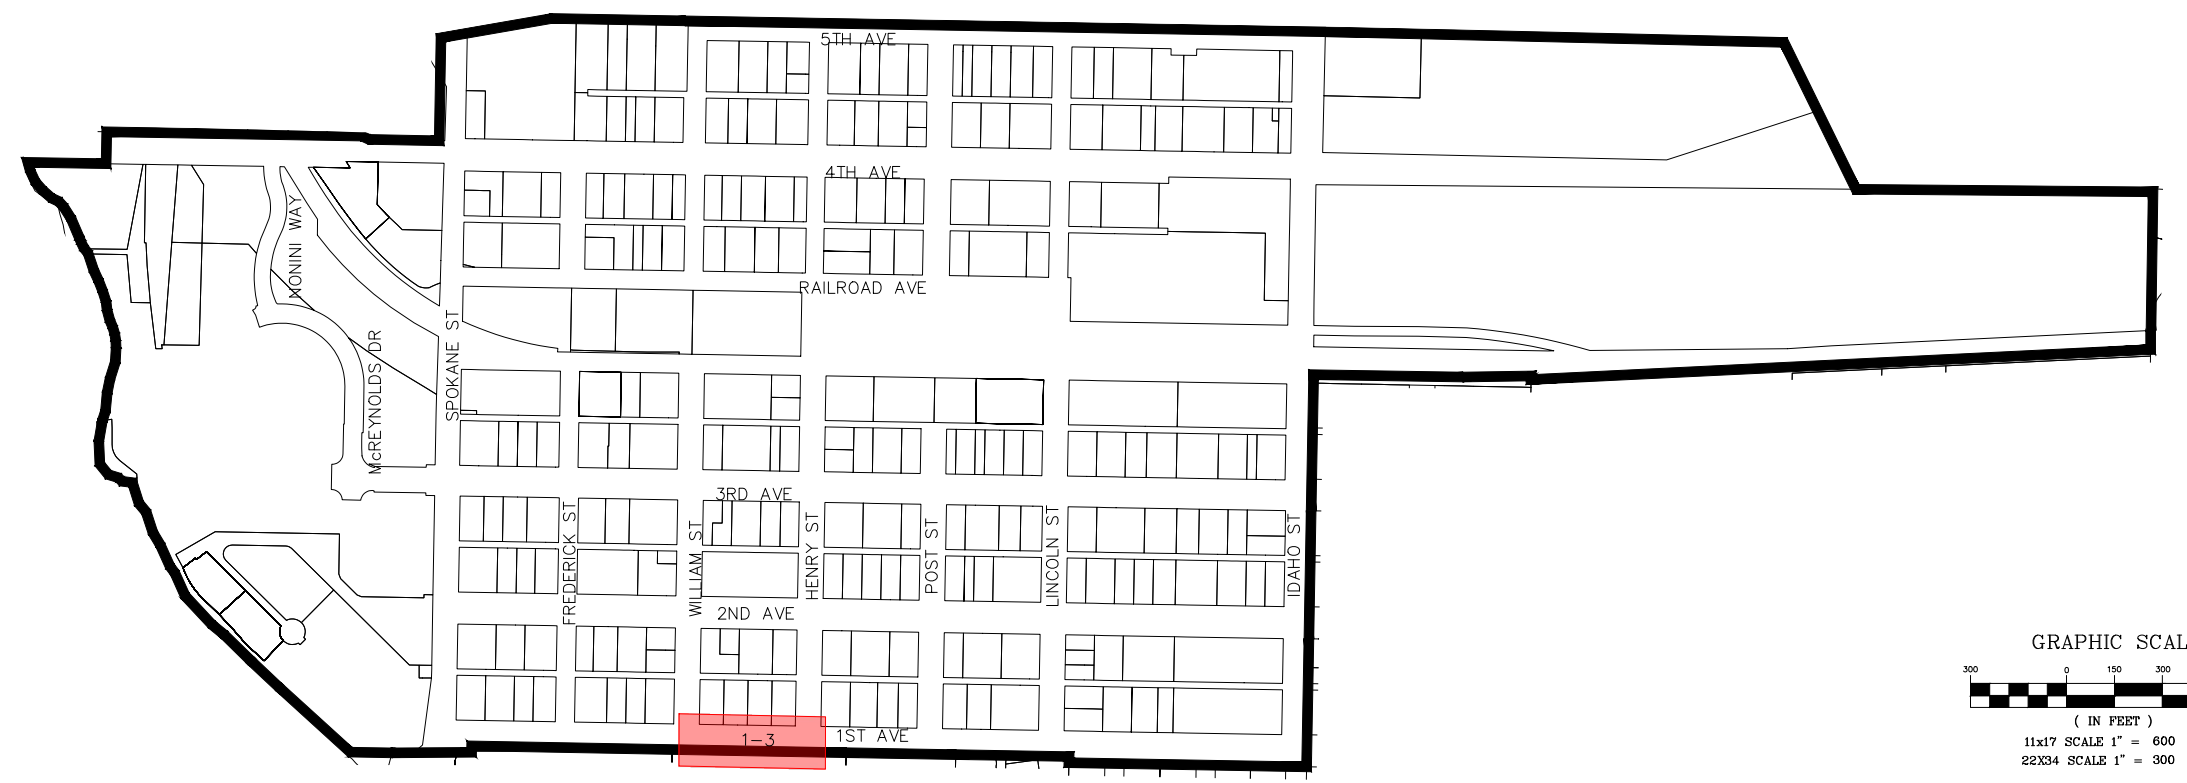 5TH AVE
4TH AVE
MONINI WAY
RAILROAD AVE
SPOKANE ST
McREYNOLDS DR
3RD AVE
FREDERICK ST
WILLIAM ST
HENRY ST
POST ST
LINCOLN ST
IDAHO ST
2ND AVE
1-3
1ST AVE
GRAPHIC SCAL
300 0 150 300
( IN FEET )
11x17 SCALE 1" = 600
22X34 SCALE 1" = 300